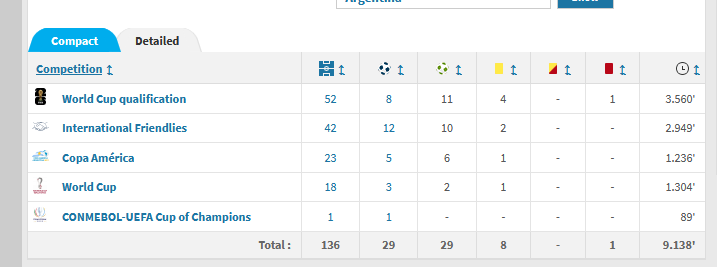 Compact Detailed
Competition
World Cup qualification 52 8 11 4 - 1 3.560'
International Friendlies 42 12 10 2 - - 2.949'
Copa América 23 5 6 1 - - 1.236'
World Cup 18 3 2 1 - - 1.304'
CONMEBOL-UEFA Cup of Champions 1 1 - - - - 89'
Total : 136 29 29 8 - 1 9.138'